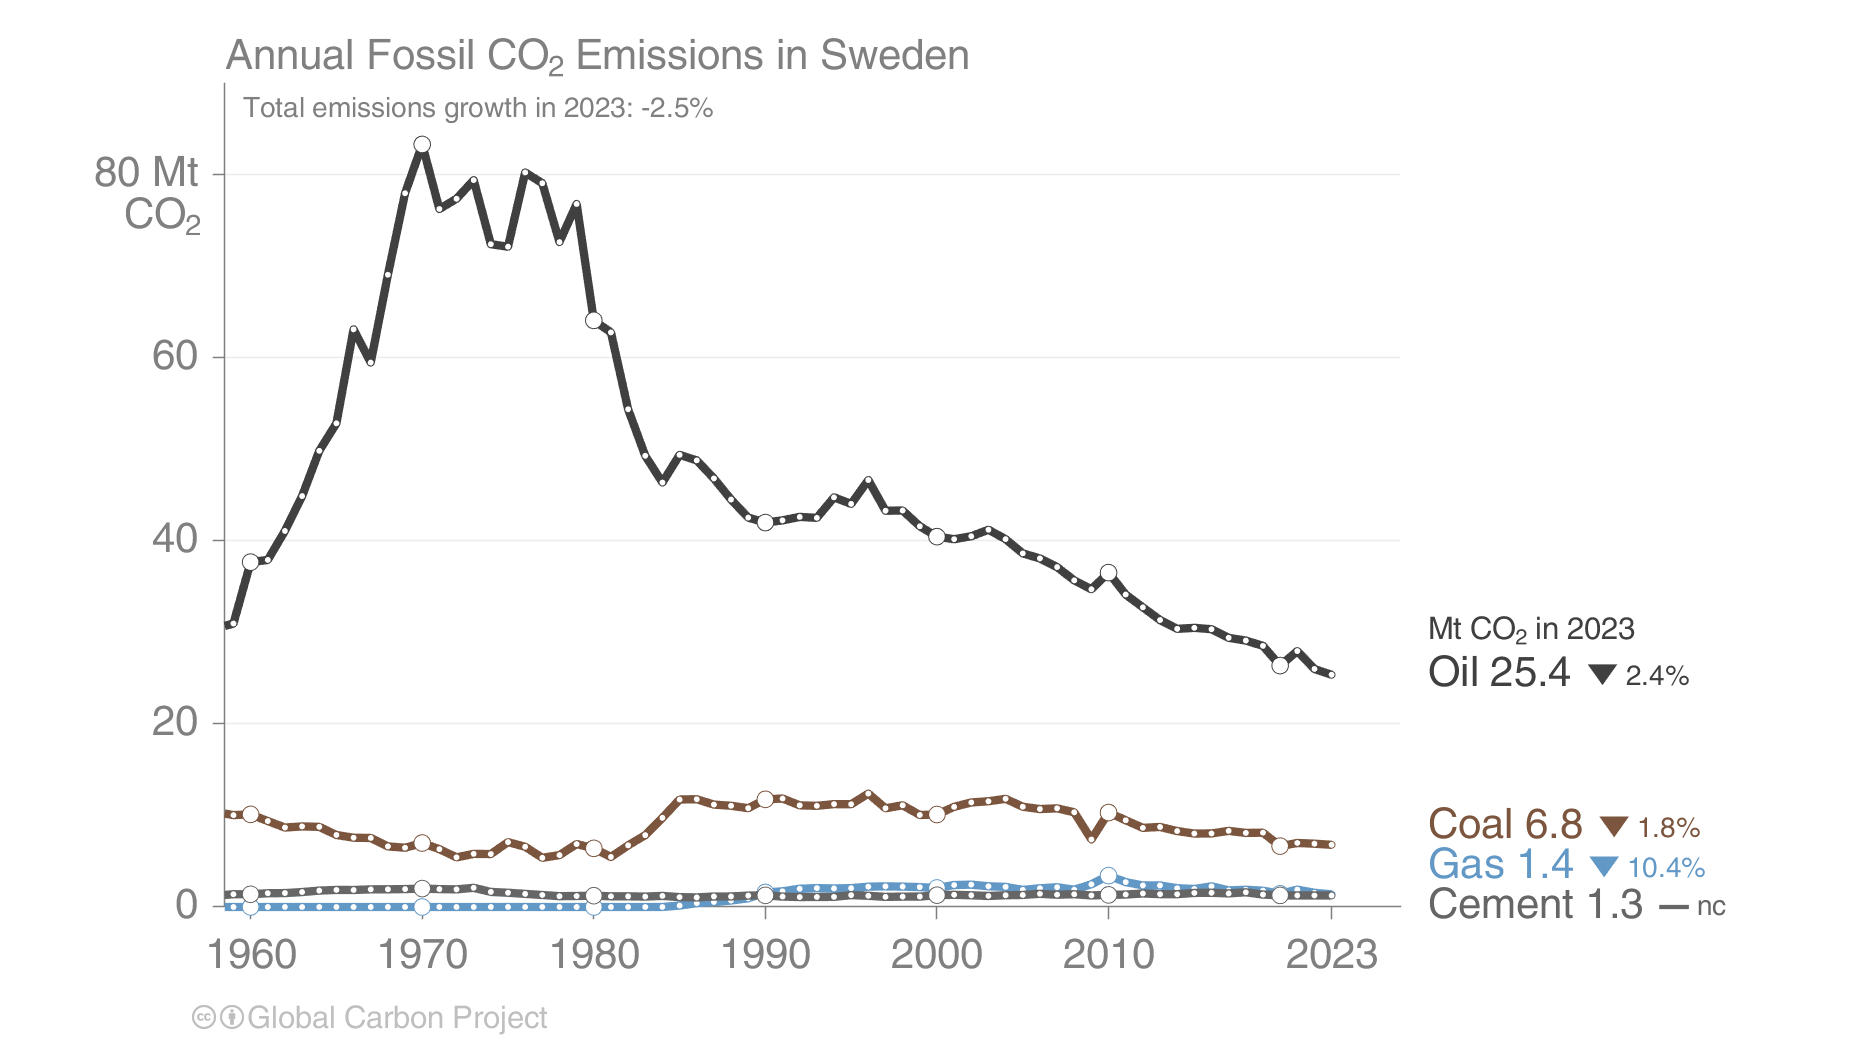 Annual Fossil CO₂ Emissions in Sweden
Total emissions growth in 2023: -2.5%
80 Mt
CO₂
60
40
20
0
1960 1970 1980 1990 2000 2010 2023
Mt CO₂ in 2023
Oil 25.4 ▼ 2.4%
Coal 6.8 ▼ 1.8%
Gas 1.4 ▼ 10.4%
Cement 1.3 — nc
cc Global Carbon Project